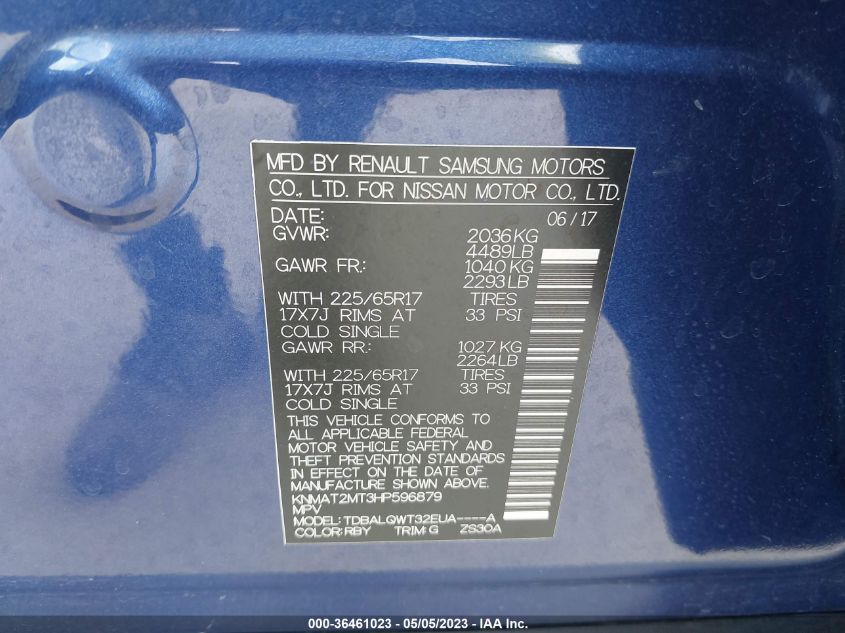 MFD BY RENAULT SAMSUNG MOTORS
CO., LTD. FOR NISSAN MOTOR CO., LTD.
DATE: 06/17
GVWR: 2036KG
4489LB
GAWR FR.: 1040KG
2293LB
WITH 225/65R17 TIRES
17X7J RIMS AT 33 PSI
COLD SINGLE
GAWR RR.: 1027KG
2264LB
WITH 225/65R17 TIRES
17X7J RIMS AT 33 PSI
COLD SINGLE
THIS VEHICLE CONFORMS TO
ALL APPLICABLE FEDERAL
MOTOR VEHICLE SAFETY AND
THEFT PREVENTION STANDARDS
IN EFFECT ON THE DATE OF
MANUFACTURE SHOWN ABOVE.
KNMAT2MT3HP596879
MPV
MODEL: TDBALQWT32EUA----A
COLOR:RBY TRIM:G ZS30A
000-36461023 - 05/05/2023 - IAA Inc.